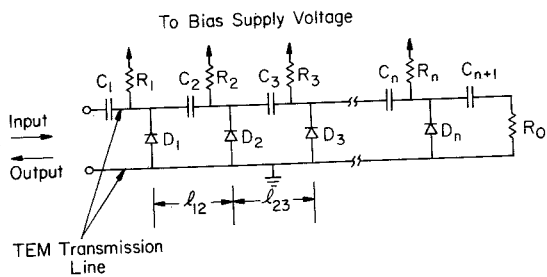 To Bias Supply Voltage
C1 R1 C2 R2 C3 R3 Cn Rn Cn+1
Input
Output
D1 D2 D3 Dn R0
ℓ12 ℓ23
TEM Transmission
Line